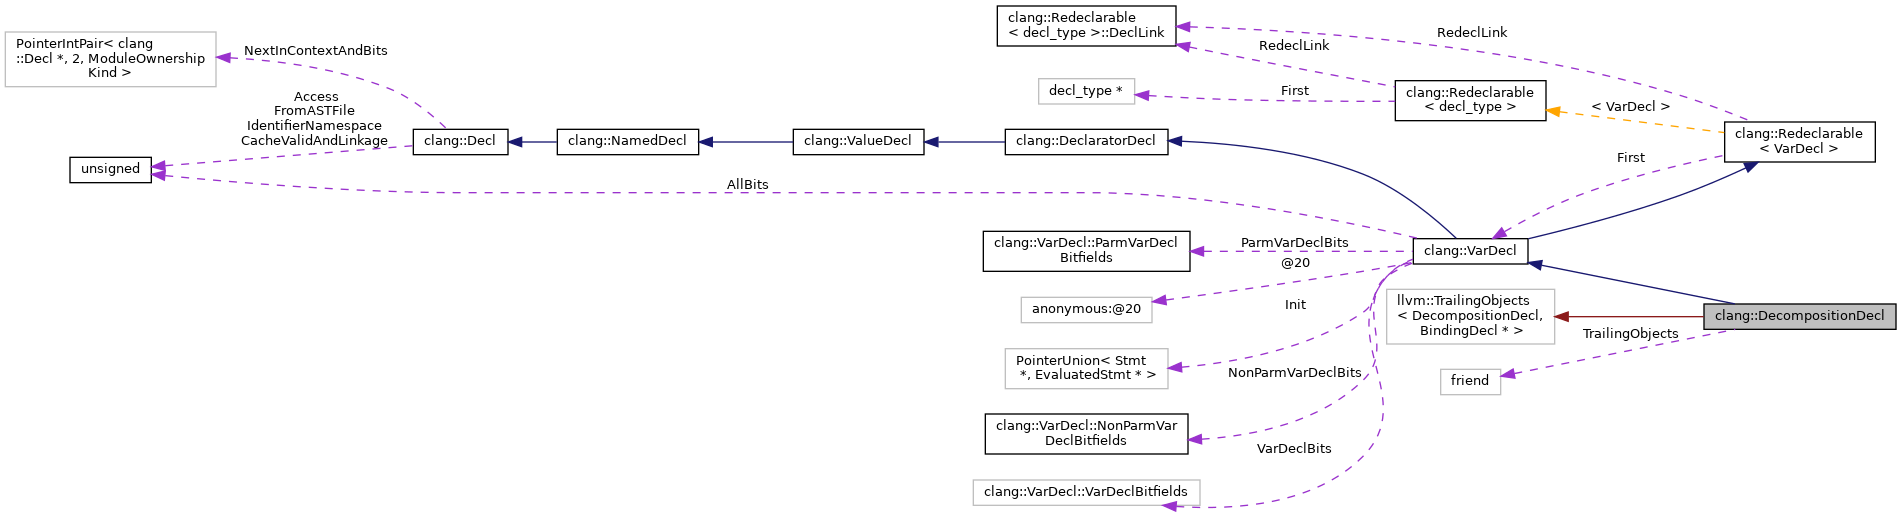 clang::Redeclarable
< decl_type >::DeclLink
RedeclLink
PointerIntPair< clang
::Decl *, 2, ModuleOwnership
Kind >
NextInContextAndBits
RedeclLink
decl_type *
First
clang::Redeclarable
< decl_type >
< VarDecl >
Access
FromASTFile
IdentifierNamespace
CacheValidAndLinkage
clang::Decl
clang::NamedDecl
clang::ValueDecl
clang::DeclaratorDecl
clang::Redeclarable
< VarDecl >
First
unsigned
AllBits
clang::VarDecl::ParmVarDecl
Bitfields
ParmVarDeclBits
clang::VarDecl
@20
anonymous:@20
Init
llvm::TrailingObjects
< DecompositionDecl,
BindingDecl * >
clang::DecompositionDecl
TrailingObjects
PointerUnion< Stmt
*, EvaluatedStmt * >
NonParmVarDeclBits
friend
clang::VarDecl::NonParmVar
DeclBitfields
VarDeclBits
clang::VarDecl::VarDeclBitfields